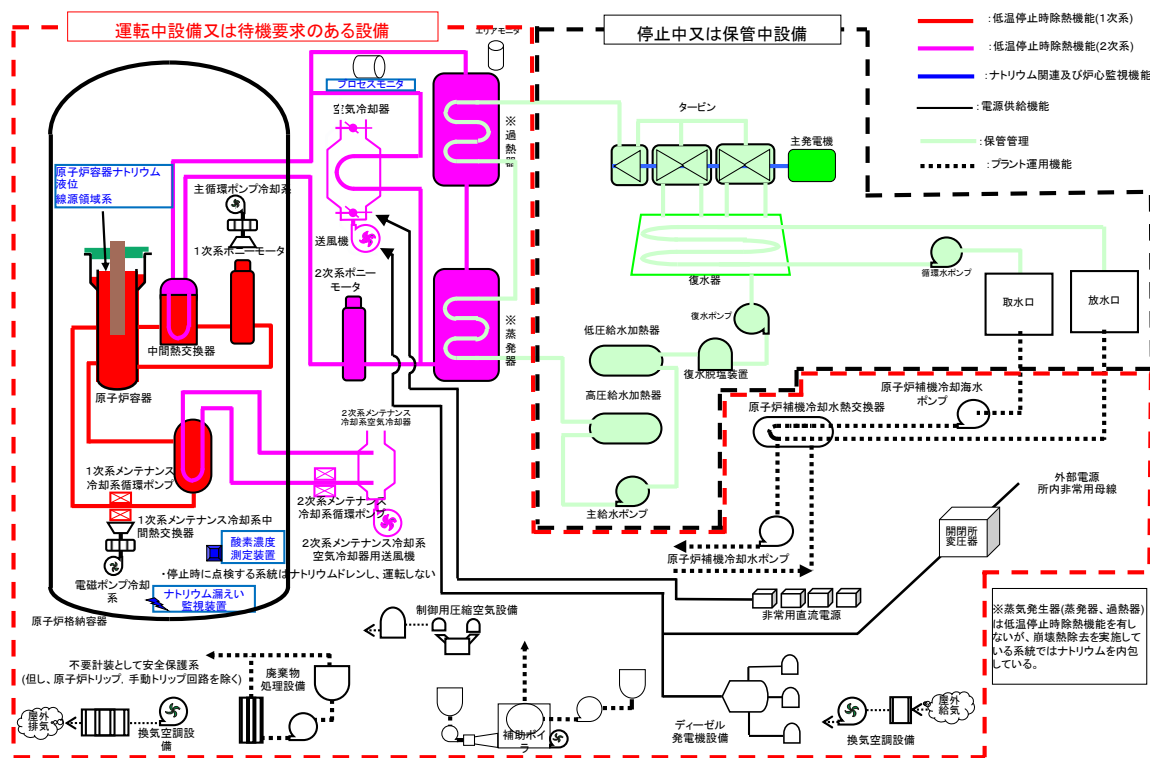 運転中設備又は待機要求のある設備
エリアモニタ
停止中又は保管中設備
:低温停止時除熱機能(1次系)
:低温停止時除熱機能(2次系)
:ナトリウム関連及び炉心監視機能
:電源供給機能
:保管管理
:プラント運用機能
プロセスモニタ
空気冷却器
※過熱器
タービン
主発電機
原子炉容器ナトリウム
液位
線源領域系
主循環ポンプ冷却系
1次系ポニーモータ
送風機
2次系ポニー
モータ
復水器
循環水ポンプ
取水口
放水口
復水ポンプ
※蒸発器
低圧給水加熱器
復水脱塩装置
中間熱交換器
原子炉容器
高圧給水加熱器
原子炉補機冷却海水
ポンプ
原子炉補機冷却水熱交換器
2次系メンテナンス
冷却系空気冷却器
1次系メンテナンス
冷却系循環ポンプ
2次系メンテナンス
冷却系循環ポンプ
主給水ポンプ
外部電源
所内非常用母線
1次系メンテナンス冷却系中
間熱交換器
酸素濃度
測定装置
2次系メンテナンス冷却系
空気冷却器用送風機
開閉所
変圧器
原子炉補機冷却水ポンプ
・停止時に点検する系統はナトリウムドレンし、運転しない
電磁ポンプ冷却
系
ナトリウム漏えい
監視装置
原子炉格納容器
制御用圧縮空気設備
非常用直流電源
※蒸気発生器(蒸発器、過熱器)
は低温停止時除熱機能を有し
ないが、崩壊熱除去を実施して
いる系統ではナトリウムを内包
している。
不要計装として安全保護系
(但し、原子炉トリップ, 手動トリップ回路を除く)
廃棄物
処理設備
屋外
排気
換気空調設
備
補助ボイ
ラ
ディーゼル
発電機設備
換気空調設備
屋外
給気